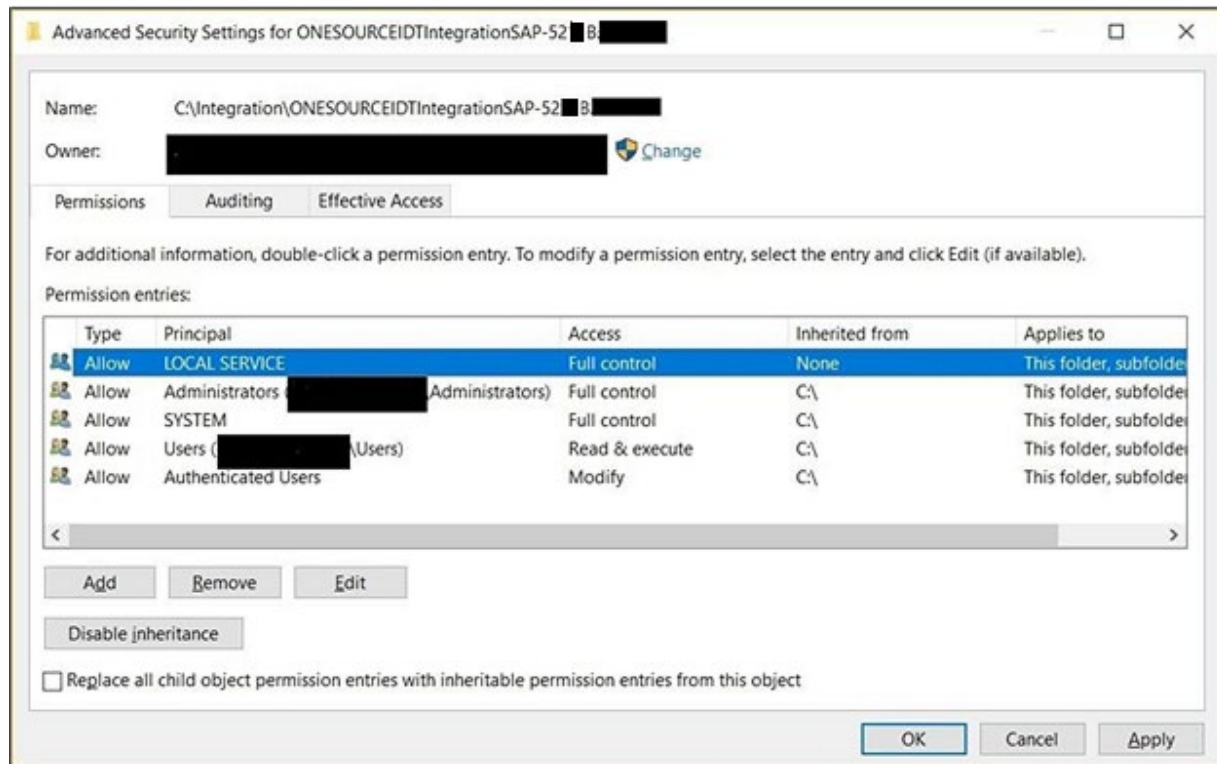 Advanced Security Settings for ONESOURCEIDTIntegrationSAP-52 B.
Name: C:\Integration\ONESOURCEIDTIntegrationSAP-52 B.
Owner: Change
Permissions Auditing Effective Access
For additional information, double-click a permission entry. To modify a permission entry, select the entry and click Edit (if available).
Permission entries:
Type Principal Access Inherited from Applies to
Allow LOCAL SERVICE Full control None This folder, subfolde
Allow Administrators ( Administrators) Full control C:\ This folder, subfolde
Allow SYSTEM Full control C:\ This folder, subfolde
Allow Users ( \Users) Read & execute C:\ This folder, subfolde
Allow Authenticated Users Modify C:\ This folder, subfolde
Add Remove Edit
Disable inheritance
Replace all child object permission entries with inheritable permission entries from this object
OK Cancel Apply